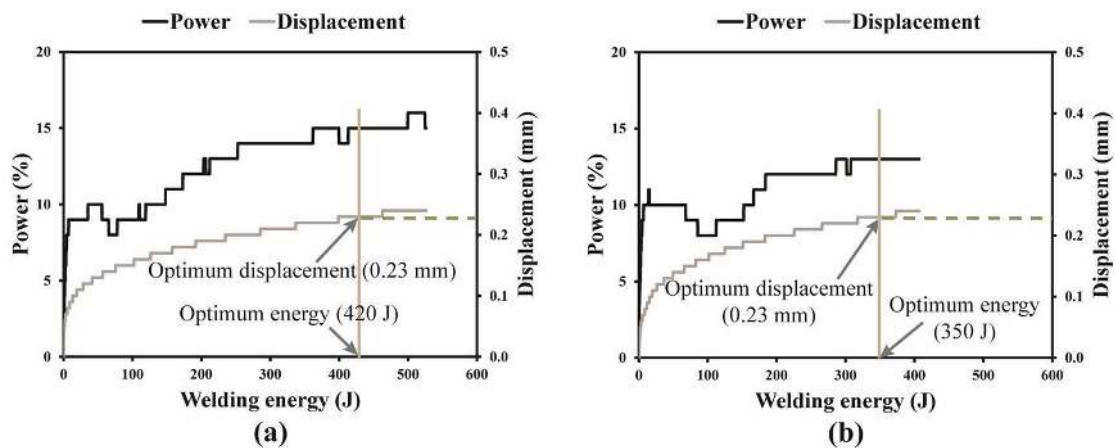 Power Displacement
20
15
10
5
0
0.5
0.4
0.3
0.2
0.1
0.0
Power (%)
Displacement (mm)
Optimum displacement (0.23 mm)
Optimum energy (420 J)
0 100 200 300 400 500 600
Welding energy (J)
(a)
Power Displacement
20
15
10
5
0
0.5
0.4
0.3
0.2
0.1
0.0
Power (%)
Displacement (mm)
Optimum displacement
(0.23 mm)
Optimum energy
(350 J)
0 100 200 300 400 500 600
Welding energy (J)
(b)